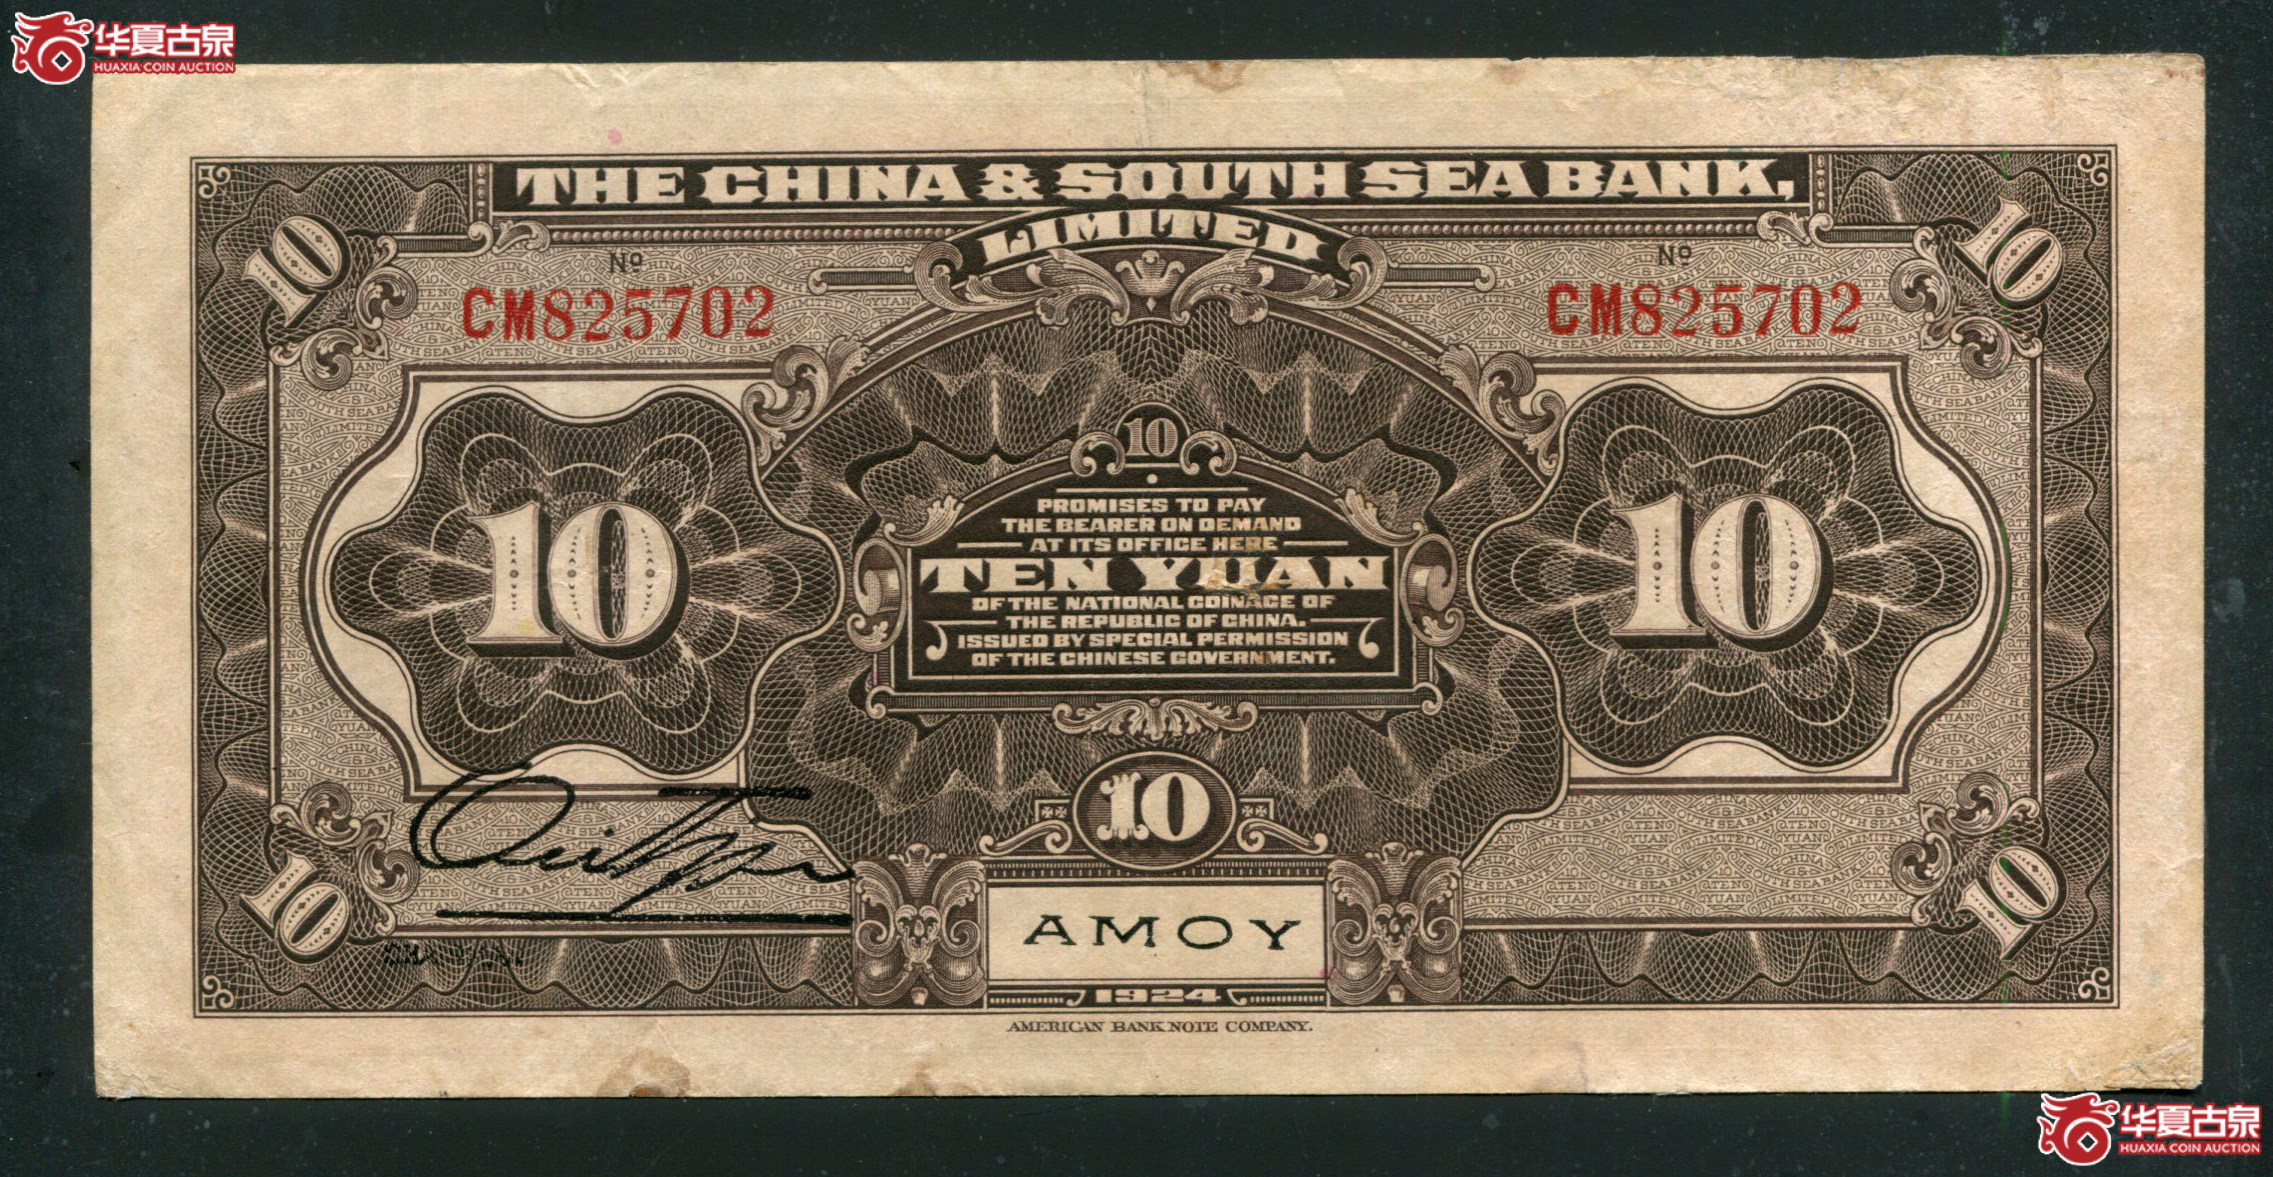 华夏古泉
HUAXIA COIN AUCTION
THE CHINA & SOUTH SEA BANK,
LIMITED
Nº
Nº
CM825702
CM825702
10
10
10
PROMISES TO PAY
THE BEARER ON DEMAND
AT ITS OFFICE HERE
TEN YUAN
OF THE NATIONAL COINAGE OF
THE REPUBLIC OF CHINA.
ISSUED BY SPECIAL PERMISSION
OF THE CHINESE GOVERNMENT.
10
10
10
10
10
AMOY
1924
AMERICAN BANK NOTE COMPANY.
华夏古泉
HUAXIA COIN AUCTION